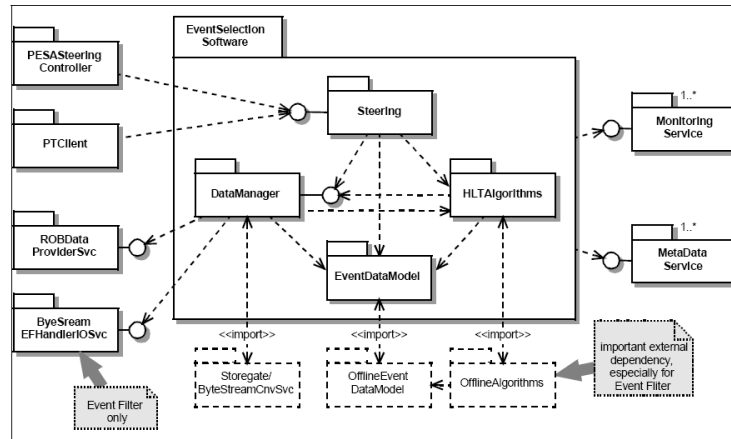 EventSelection
Software
PESASteering
Controller
Steering
1..*
Monitoring
Service
PTClient
DataManager
HLTAlgorithms
ROBData
ProviderSvc
1..*
MetaData
Service
EventDataModel
ByeSream
EFHandlerIOSvc
<<import>>
<<import>>
<<import>>
important external
dependency,
especially for
Event Fliter
Storegate/
ByteStreamCnvSvc
OfflineEvent
DataModel
OfflineAlgorithms
Event Filter
only